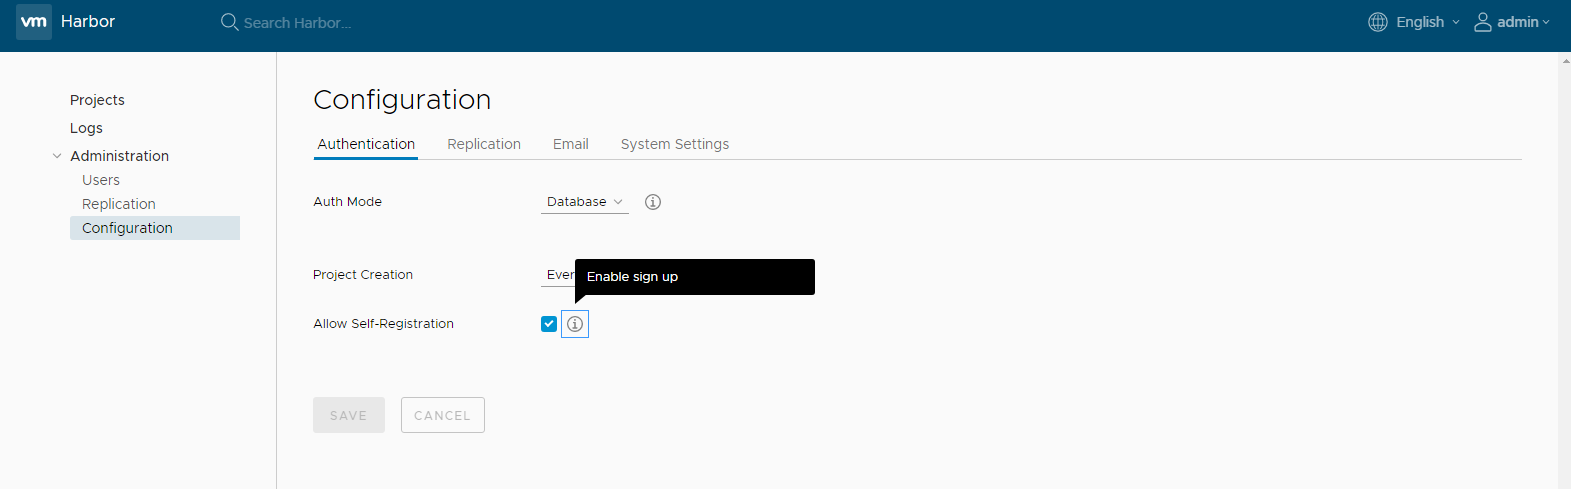 vm Harbor
Search Harbor...
English
admin
Projects
Logs
Administration
Users
Replication
Configuration
Configuration
Authentication Replication Email System Settings
Auth Mode Database
Project Creation Ever
Enable sign up
Allow Self-Registration
SAVE CANCEL